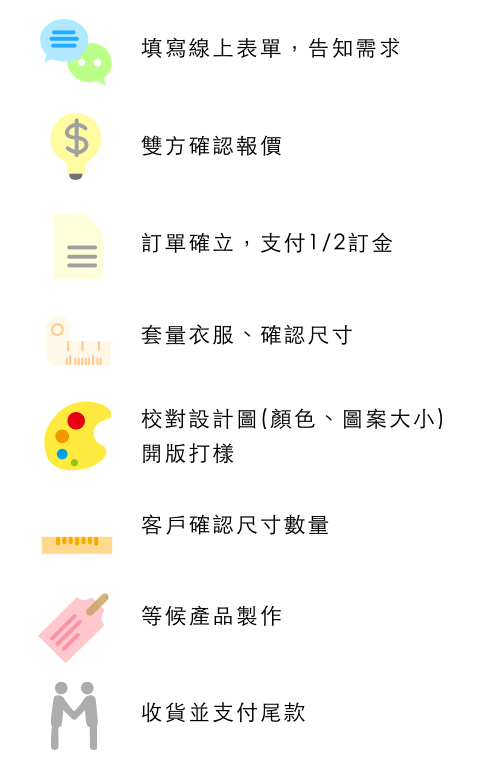 填寫線上表單，告知需求
$
雙方確認報價
訂單確立，支付1/2訂金
套量衣服、確認尺寸
校對設計圖(顏色、圖案大小)
開版打樣
客戶確認尺寸數量
等候產品製作
收貨並支付尾款